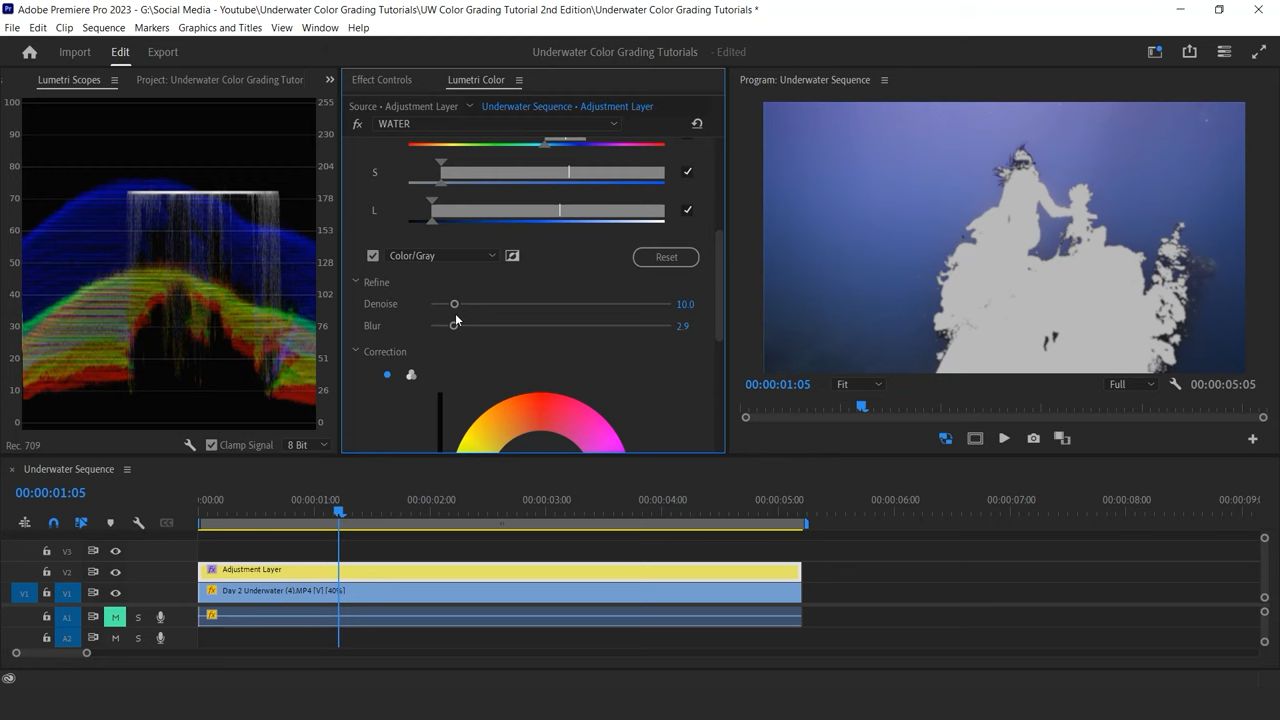 Adobe Premiere Pro 2023 - G:\Social Media - Youtube\Underwater Color Grading Tutorials\UW Color Grading Tutorial 2nd Edition\Underwater Color Grading Tutorials *
File Edit Clip Sequence Markers Graphics and Titles View Window Help
Import Edit Export Underwater Color Grading Tutorials - Edited
Lumetri Scopes Project: Underwater Color Grading Tutor
Effect Controls Lumetri Color
Program: Underwater Sequence
Source • Adjustment Layer Underwater Sequence • Adjustment Layer
fx WATER
100 255
90 230
80 204
70 178
60 153
50 128
40 102
30 76
20 51
10 26
0 0
Rec. 709 Clamp Signal 8 Bit
S
L
Color/Gray Reset
Refine
Denoise 10.0
Blur 2.9
Correction
00:00:01:05 Fit Full 00:00:05:05
Underwater Sequence
00:00:01:05
:00:00 00:00:01:00 00:00:02:00 00:00:03:00 00:00:04:00 00:00:05:00 00:00:06:00 00:00:07:00 00:00:08:00 00:00:09:0
V3
V2 fx Adjustment Layer
V1 V1 fx Day 2 Underwater (4).MP4 [V] [40%]
A1 M S fx
A2 M S